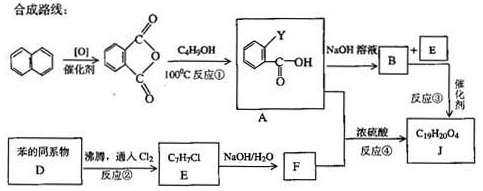 合成路线：
[O]
催化剂
C
O
O
C
O
C₄H₉OH
100⁰C 反应①
Y
C
OH
O
A
NaOH 溶液
B
+
E
反应③
催化剂
苯的同系物
D
沸腾，通人 Cl₂
反应②
C₇H₇Cl
E
NaOH/H₂O
F
浓硫酸
反应④
C₁₉H₂₀O₄
J